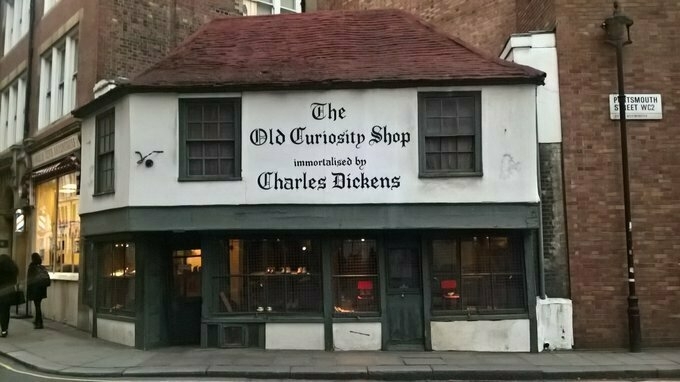 The
Old Curiosity Shop
immortalised by
Charles Dickens
PORTSMOUTH
STREET WC2